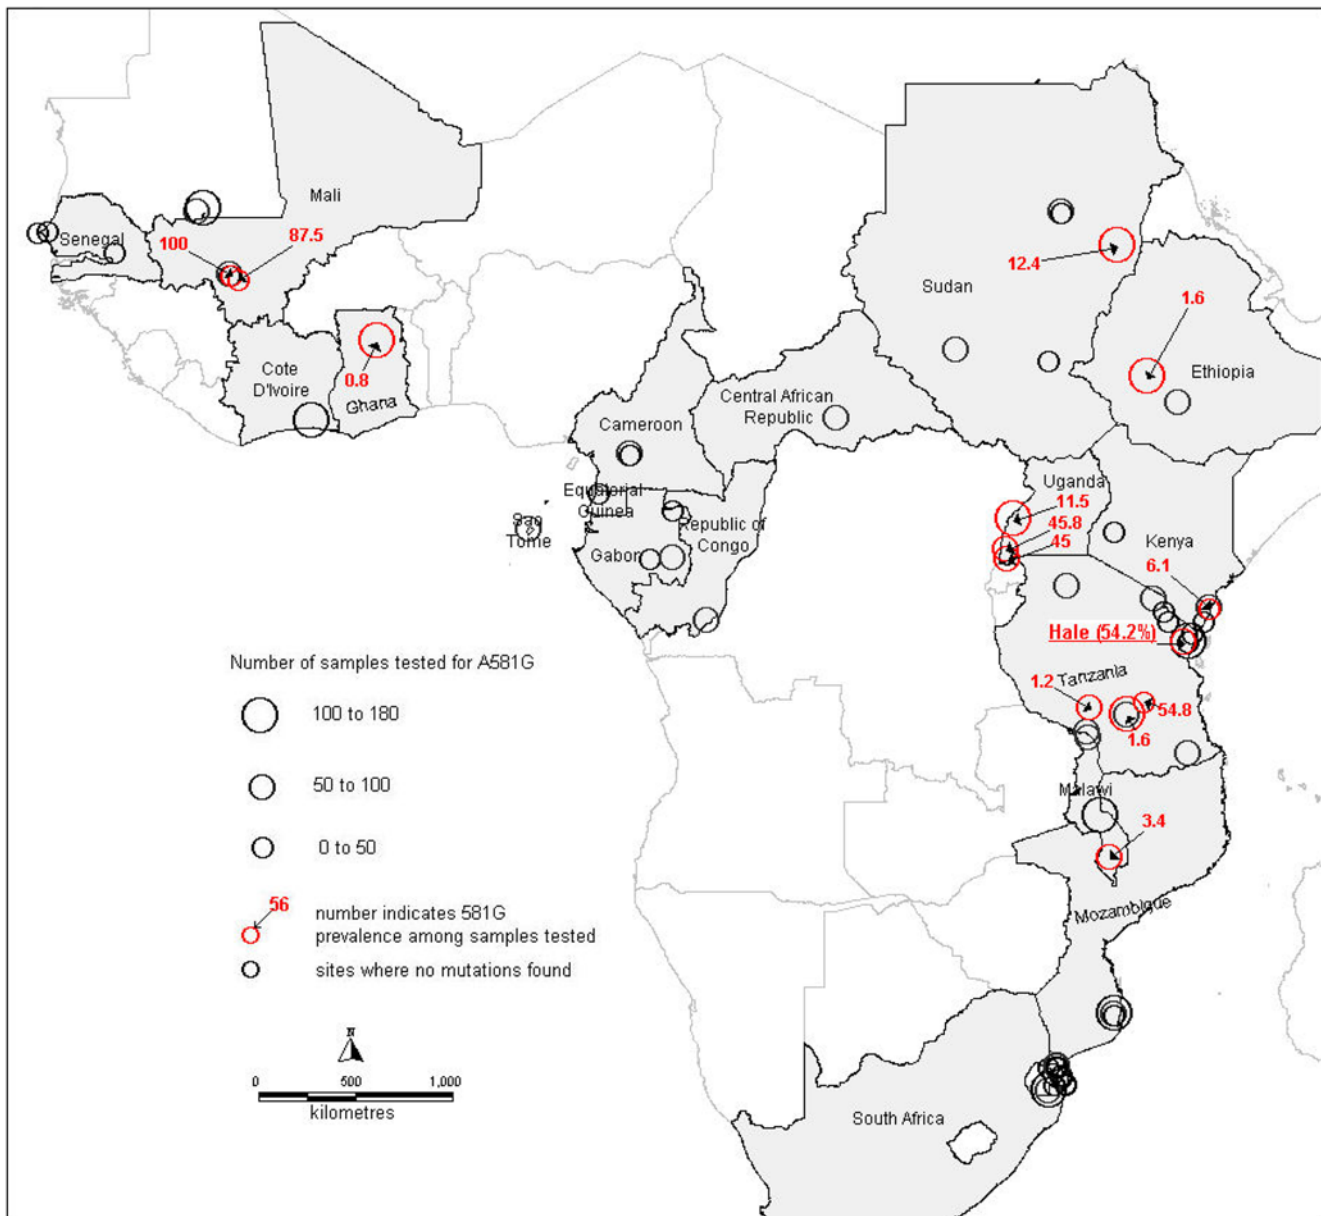 Mali
Senegal
100
87.5
12.4
Sudan
1.6
Cote
D'Ivoire
0.8
Ghana
Ethiopia
Central African
Republic
Cameroon
Uganda
11.5
Equatorial
Guinea
45.8
Sao
Tome
Republic of
Congo
45
Kenya
Gabon
6.1
Hale (54.2%)
Number of samples tested for A581G
Tanzania
1.2
54.8
100 to 180
1.6
50 to 100
Malawi
3.4
0 to 50
56
number indicates 581G
prevalence among samples tested
Mozambique
sites where no mutations found
N
0 500 1,000
kilometres
South Africa